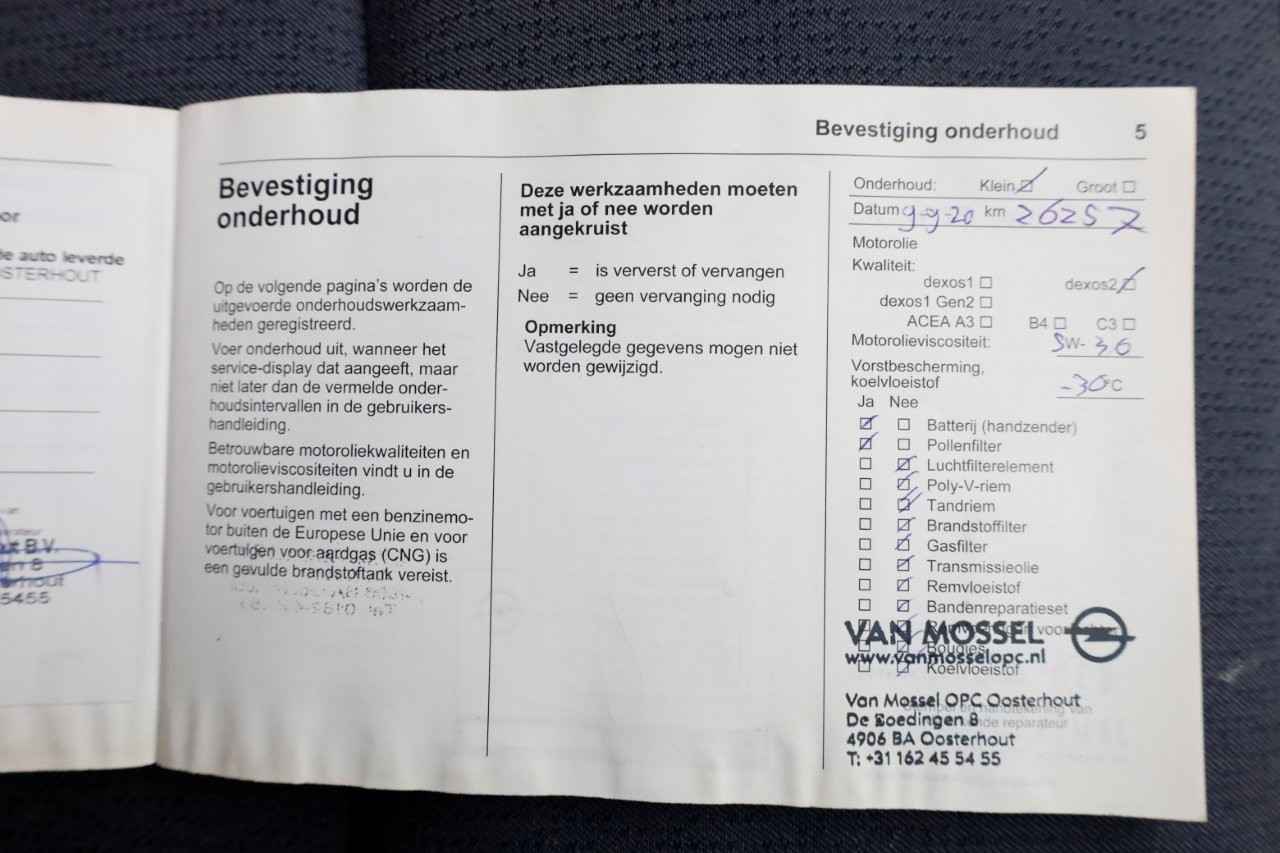 or
de auto leverde
OSTERHOUT
5455
Bevestiging onderhoud 5
Bevestiging
onderhoud
Op de volgende pagina's worden de
uitgevoerde onderhoudswerkzaam-
heden geregistreerd.
Voer onderhoud uit, wanneer het
service-display dat aangeeft, maar
niet later dan de vermelde onder-
houdsintervallen in de gebruikers-
handleiding.
Betrouwbare motoroliekwaliteiten en
motorolieviscositeiten vindt u in de
gebruikershandleiding.
Voor voertuigen met een benzinemo-
tor buiten de Europese Unie en voor
voertuigen voor aardgas (CNG) is
een gevulde brandstoftank vereist.
Deze werkzaamheden moeten
met ja of nee worden
aangekruist
Ja = is ververst of vervangen
Nee = geen vervanging nodig
Opmerking
Vastgelegde gegevens mogen niet
worden gewijzigd.
Onderhoud: Klein ☑ Groot ☐
Datum 9-9-20 km 26257
Motorolie
Kwaliteit:
dexos1 ☐ dexos2 ☑
dexos1 Gen2 ☐
ACEA A3 ☐ B4 ☐ C3 ☐
Motorolieviscositeit: 5W-30
Vorstbescherming,
koelvloeistof -30°C
Ja Nee
☑ ☐ Batterij (handzender)
☑ ☐ Pollenfilter
☐ ☑ Luchtfilterelement
☐ ☑ Poly-V-riem
☐ ☑ Tandriem
☐ ☑ Brandstoffilter
☐ ☑ Gasfilter
☐ ☑ Transmissieolie
☐ ☑ Remvloeistof
☐ ☑ Bandenreparatieset
VAN MOSSEL
☐ ☑ Bougies
www.vanmosselopc.nl
☐ ☑ Koelvloeistof
Van Mossel OPC Oosterhout
De Boedingen 8
4906 BA Oosterhout
T: +31 162 45 54 55